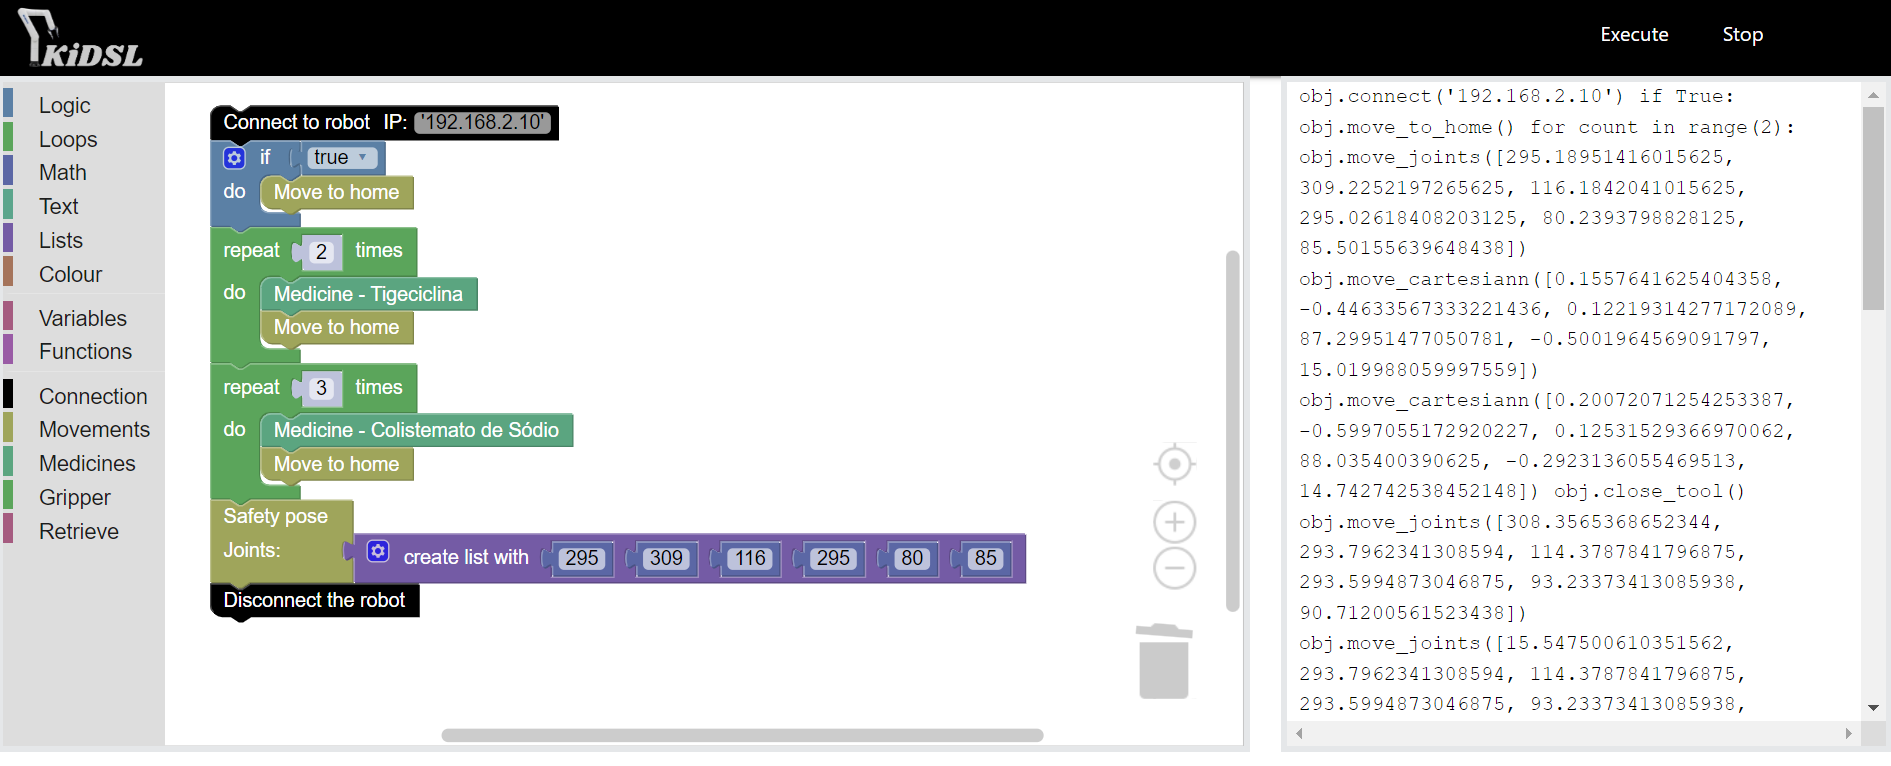 KiDSL
Execute
Stop
Logic
Loops
Math
Text
Lists
Colour
Variables
Functions
Connection
Movements
Medicines
Gripper
Retrieve
Connect to robot IP: '192.168.2.10'
if true
do Move to home
repeat 2 times
do Medicine - Tigeciclina
Move to home
repeat 3 times
do Medicine - Colistemato de Sódio
Move to home
Safety pose
Joints: create list with 295 309 116 295 80 85
Disconnect the robot
obj.connect('192.168.2.10') if True:
obj.move_to_home() for count in range(2):
obj.move_joints([295.18951416015625,
309.2252197265625, 116.1842041015625,
295.02618408203125, 80.2393798828125,
85.50155639648438])
obj.move_cartesiann([0.1557641625404358,
-0.44633567333221436, 0.12219314277172089,
87.29951477050781, -0.5001964569091797,
15.019988059997559])
obj.move_cartesiann([0.20072071254253387,
-0.5997055172920227, 0.12531529366970062,
88.035400390625, -0.2923136055469513,
14.742742538452148]) obj.close_tool()
obj.move_joints([308.3565368652344,
293.7962341308594, 114.3787841796875,
293.5994873046875, 93.23373413085938,
90.71200561523438])
obj.move_joints([15.547500610351562,
293.7962341308594, 114.3787841796875,
293.5994873046875, 93.23373413085938,